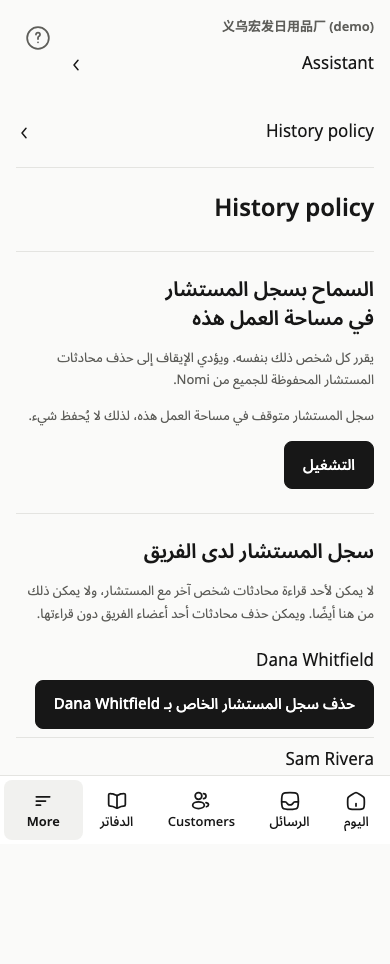 义乌宏发日用品厂 (demo)
Assistant
History policy
History policy
السماح بسجل المستشار
في مساحة العمل هذه
يقرر كل شخص ذلك بنفسه. ويؤدي الإيقاف إلى حذف محادثات
المستشار المحفوظة للجميع من Nomi.
سجل المستشار متوقف في مساحة العمل هذه، لذلك لا يُحفظ شيء.
التشغيل
سجل المستشار لدى الفريق
لا يمكن لأحد قراءة محادثات شخص آخر مع المستشار، ولا يمكن ذلك
من هنا أيضًا. ويمكن حذف محادثات أحد أعضاء الفريق دون قراءتها.
Dana Whitfield
حذف سجل المستشار الخاص بـ Dana Whitfield
Sam Rivera
اليوم
الرسائل
Customers
الدفاتر
More